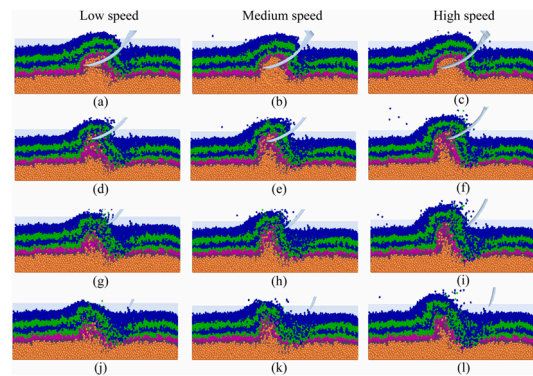 Low speed Medium speed High speed
(a) (b) (c)
(d) (e) (f)
(g) (h) (i)
(j) (k) (l)